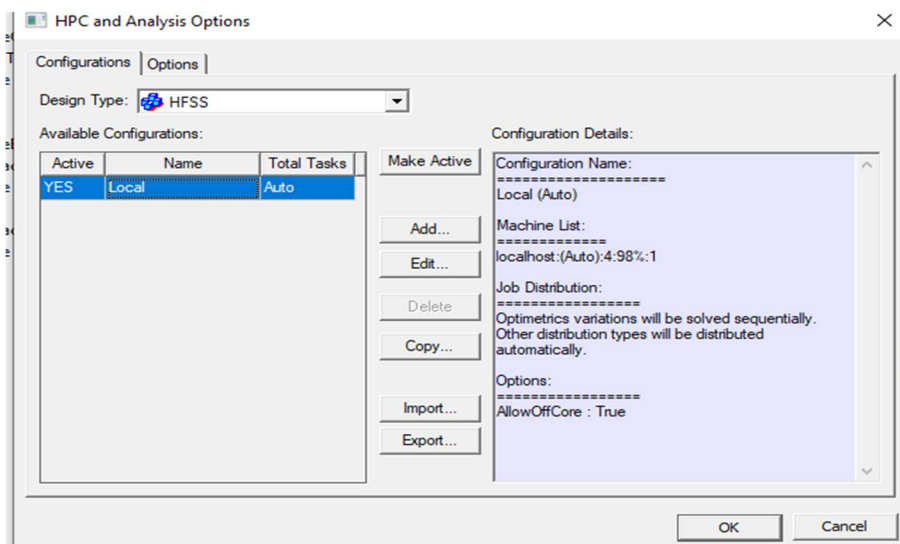 HPC and Analysis Options
Configurations
Options
Design Type:
HFSS
Available Configurations:
Active Name Total Tasks
YES Local Auto
Make Active
Add...
Edit...
Delete
Copy...
Import...
Export...
Configuration Details:
Configuration Name:
=====================
Local (Auto)
Machine List:
=============
localhost:(Auto):4:98%:1
Job Distribution:
=================
Optimetrics variations will be solved sequentially.
Other distribution types will be distributed
automatically.
Options:
=================
AllowOffCore : True
OK
Cancel